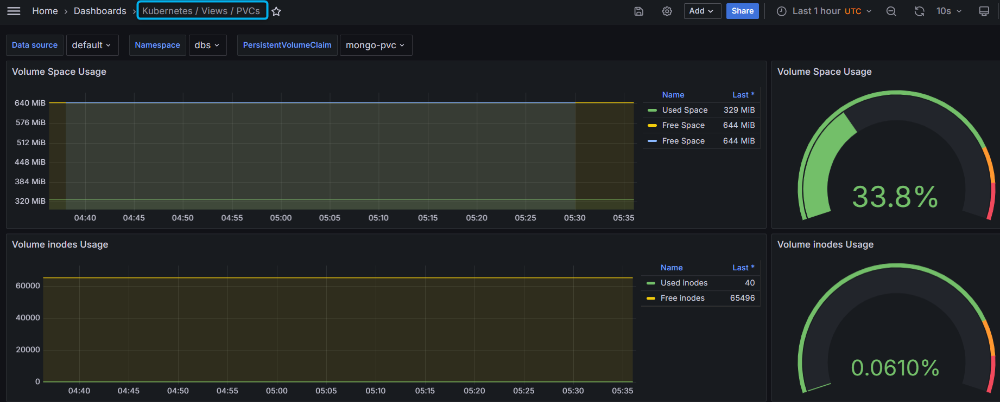 Home › Dashboards › Kubernetes / Views / PVCs Add Share Last 1 hour UTC 10s
Data source default Namespace dbs PersistentVolumeClaim mongo-pvc
Volume Space Usage
640 MiB
576 MiB
512 MiB
448 MiB
384 MiB
320 MiB
04:40 04:45 04:50 04:55 05:00 05:05 05:10 05:15 05:20 05:25 05:30 05:35
Name Last *
Used Space 329 MiB
Free Space 644 MiB
Free Space 644 MiB
Volume Space Usage
33.8%
Volume inodes Usage
60000
40000
20000
0
04:40 04:45 04:50 04:55 05:00 05:05 05:10 05:15 05:20 05:25 05:30 05:35
Name Last *
Used inodes 40
Free inodes 65496
Volume inodes Usage
0.0610%